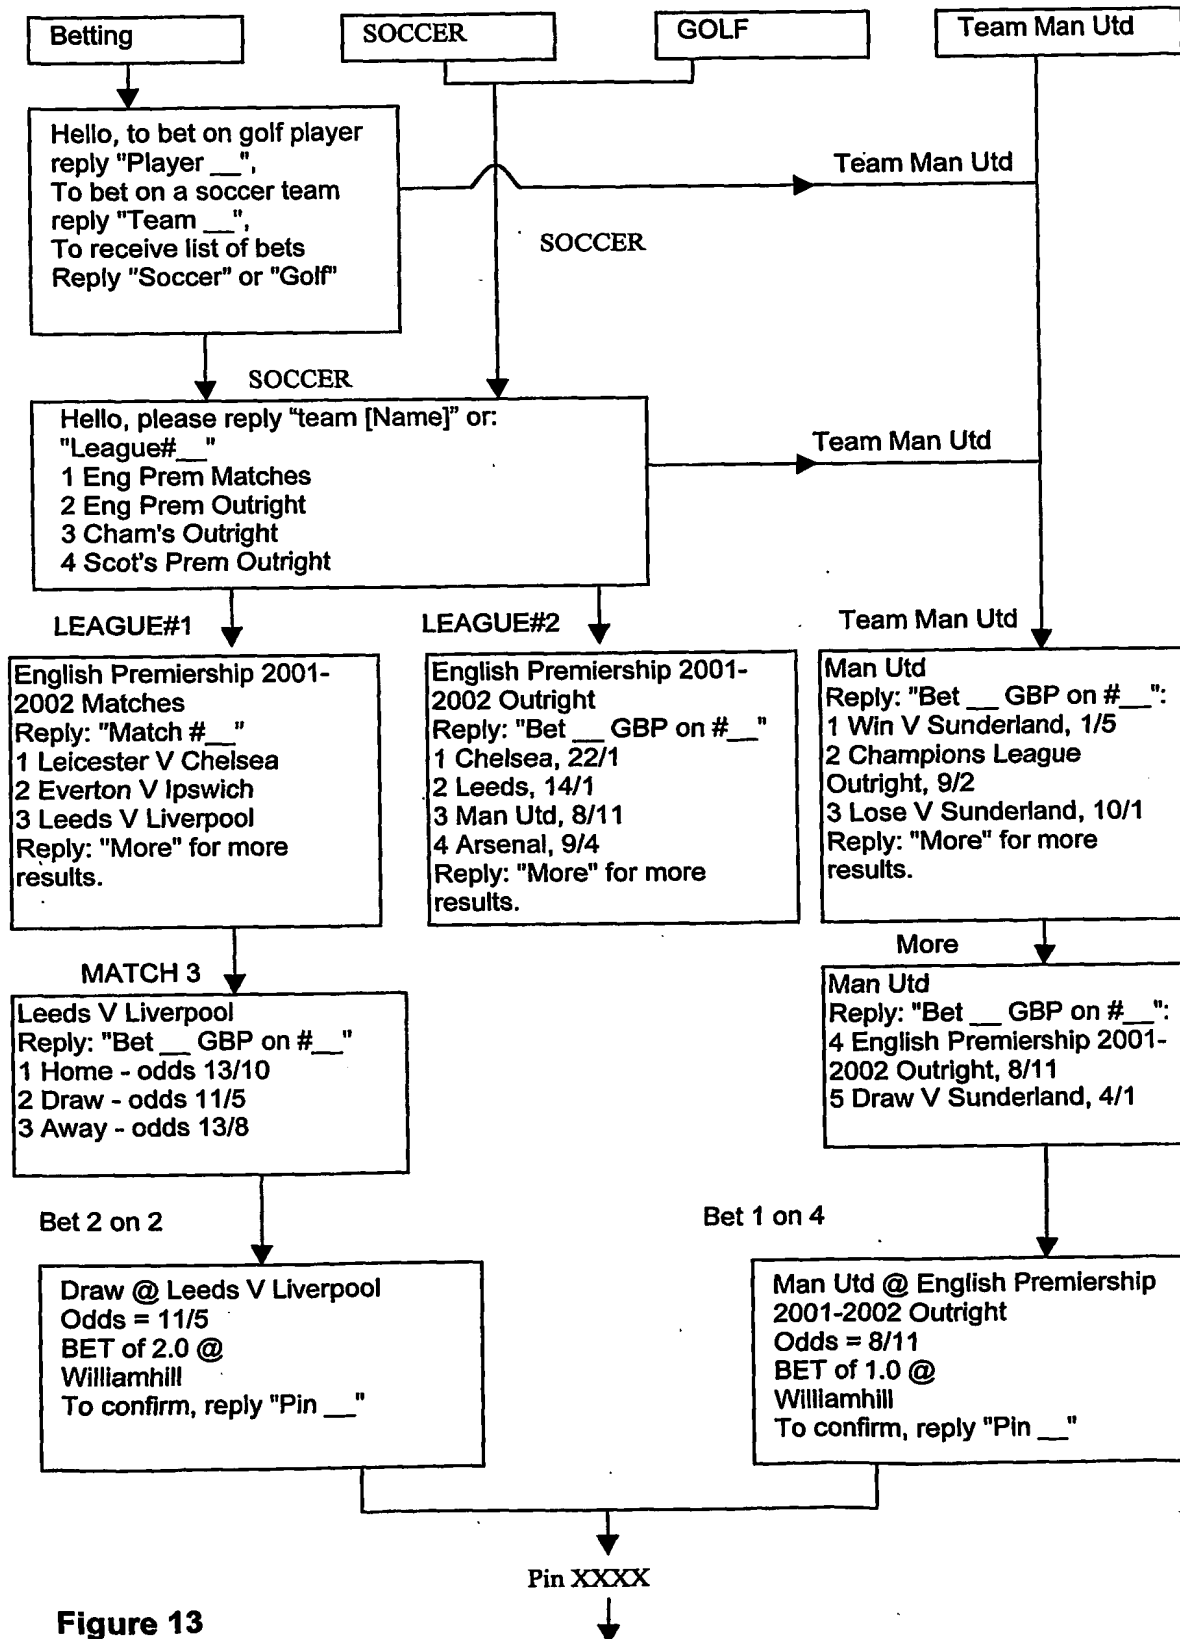 Betting
SOCCER
GOLF
Team Man Utd
Hello, to bet on golf player
reply "Player __",
To bet on a soccer team
reply "Team __",
To receive list of bets
Reply "Soccer" or "Golf"
Team Man Utd
SOCCER
SOCCER
Hello, please reply “team [Name]” or:
"League#__"
1 Eng Prem Matches
2 Eng Prem Outright
3 Cham's Outright
4 Scot's Prem Outright
Team Man Utd
LEAGUE#1
LEAGUE#2
Team Man Utd
English Premiership 2001-
2002 Matches
Reply: "Match #__"
1 Leicester V Chelsea
2 Everton V Ipswich
3 Leeds V Liverpool
Reply: "More" for more
results.
English Premiership 2001-
2002 Outright
Reply: "Bet __ GBP on #__"
1 Chelsea, 22/1
2 Leeds, 14/1
3 Man Utd, 8/11
4 Arsenal, 9/4
Reply: "More" for more
results.
Man Utd
Reply: "Bet __ GBP on #__":
1 Win V Sunderland, 1/5
2 Champions League
Outright, 9/2
3 Lose V Sunderland, 10/1
Reply: "More" for more
results.
MATCH 3
More
Leeds V Liverpool
Reply: "Bet __ GBP on #__"
1 Home - odds 13/10
2 Draw - odds 11/5
3 Away - odds 13/8
Man Utd
Reply: "Bet __ GBP on #__":
4 English Premiership 2001-
2002 Outright, 8/11
5 Draw V Sunderland, 4/1
Bet 2 on 2
Bet 1 on 4
Draw @ Leeds V Liverpool
Odds = 11/5
BET of 2.0 @
Williamhill
To confirm, reply "Pin __"
Man Utd @ English Premiership
2001-2002 Outright
Odds = 8/11
BET of 1.0 @
Williamhill
To confirm, reply "Pin __"
Pin XXXX
Figure 13